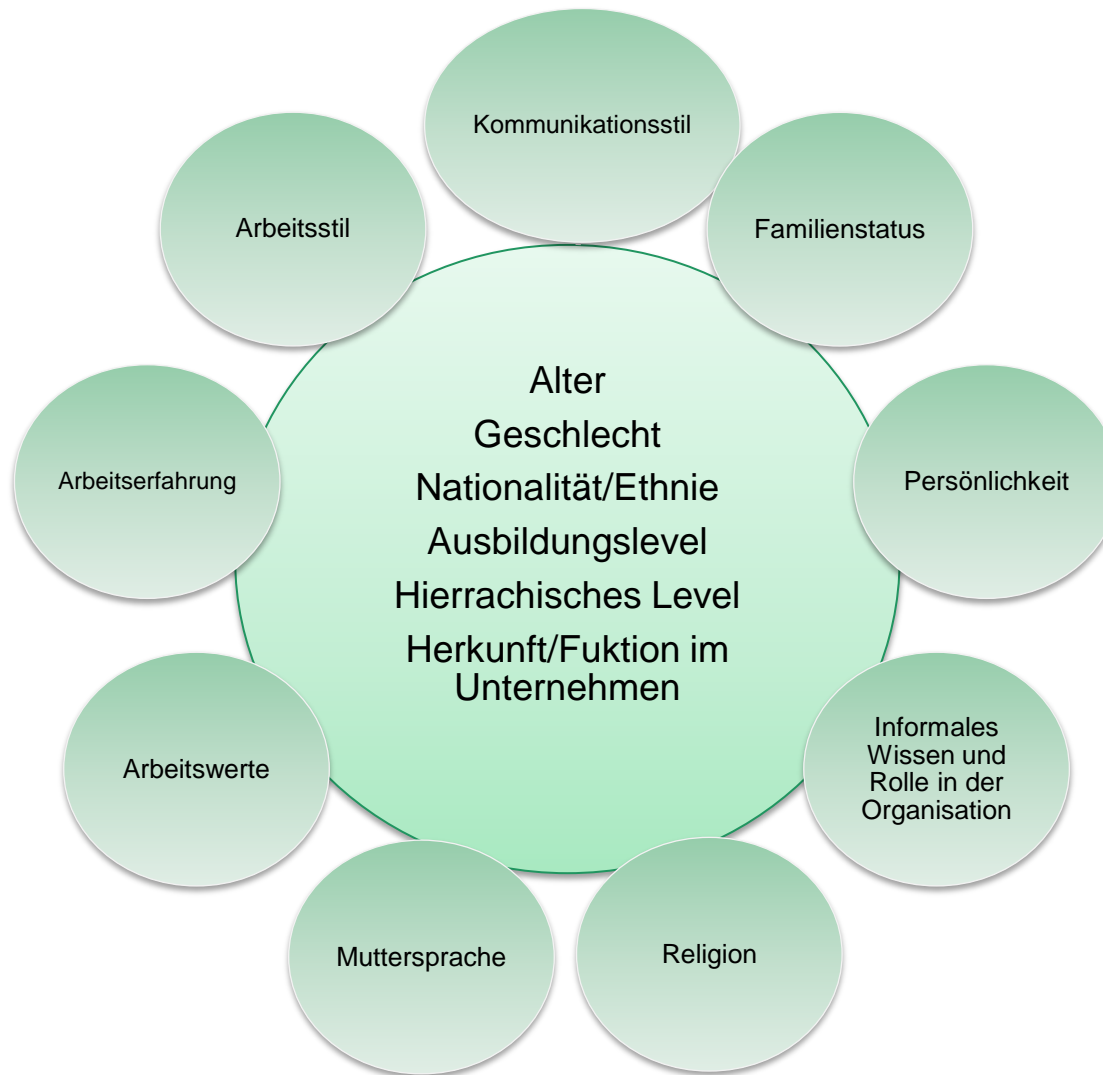 Kommunikationsstil
Familienstatus
Persönlichkeit
Informales
Wissen und
Rolle in der
Organisation
Religion
Muttersprache
Arbeitswerte
Arbeitserfahrung
Arbeitsstil
Alter
Geschlecht
Nationalität/Ethnie
Ausbildungslevel
Hierrachisches Level
Herkunft/Fuktion im
Unternehmen